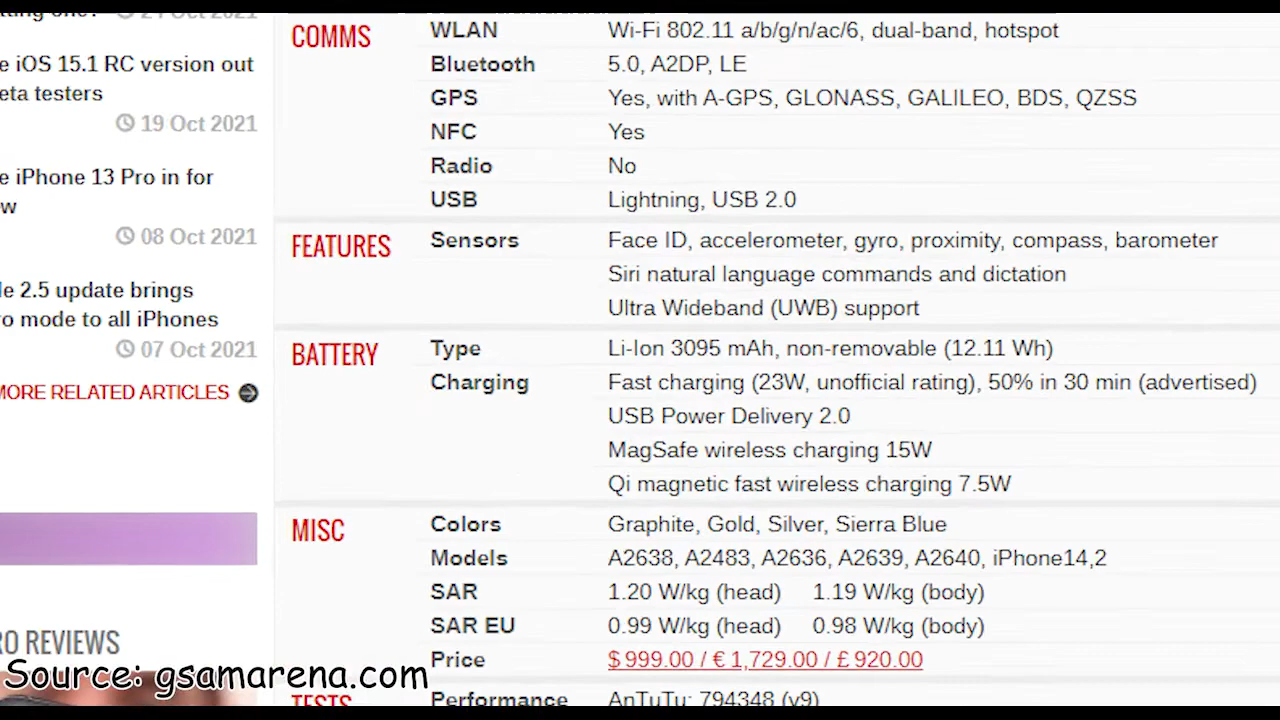 24 Oct 2021
e iOS 15.1 RC version out
eta testers
19 Oct 2021
e iPhone 13 Pro in for
w
08 Oct 2021
le 2.5 update brings
o mode to all iPhones
07 Oct 2021
MORE RELATED ARTICLES
RO REVIEWS
COMMS
WLAN Wi-Fi 802.11 a/b/g/n/ac/6, dual-band, hotspot
Bluetooth 5.0, A2DP, LE
GPS Yes, with A-GPS, GLONASS, GALILEO, BDS, QZSS
NFC Yes
Radio No
USB Lightning, USB 2.0
FEATURES
Sensors Face ID, accelerometer, gyro, proximity, compass, barometer
Siri natural language commands and dictation
Ultra Wideband (UWB) support
BATTERY
Type Li-Ion 3095 mAh, non-removable (12.11 Wh)
Charging Fast charging (23W, unofficial rating), 50% in 30 min (advertised)
USB Power Delivery 2.0
MagSafe wireless charging 15W
Qi magnetic fast wireless charging 7.5W
MISC
Colors Graphite, Gold, Silver, Sierra Blue
Models A2638, A2483, A2636, A2639, A2640, iPhone14,2
SAR 1.20 W/kg (head) 1.19 W/kg (body)
SAR EU 0.99 W/kg (head) 0.98 W/kg (body)
Price $ 999.00 / € 1,729.00 / £ 920.00
TESTS
Performance AnTuTu: 794348 (v9)
Source: gsamarena.com